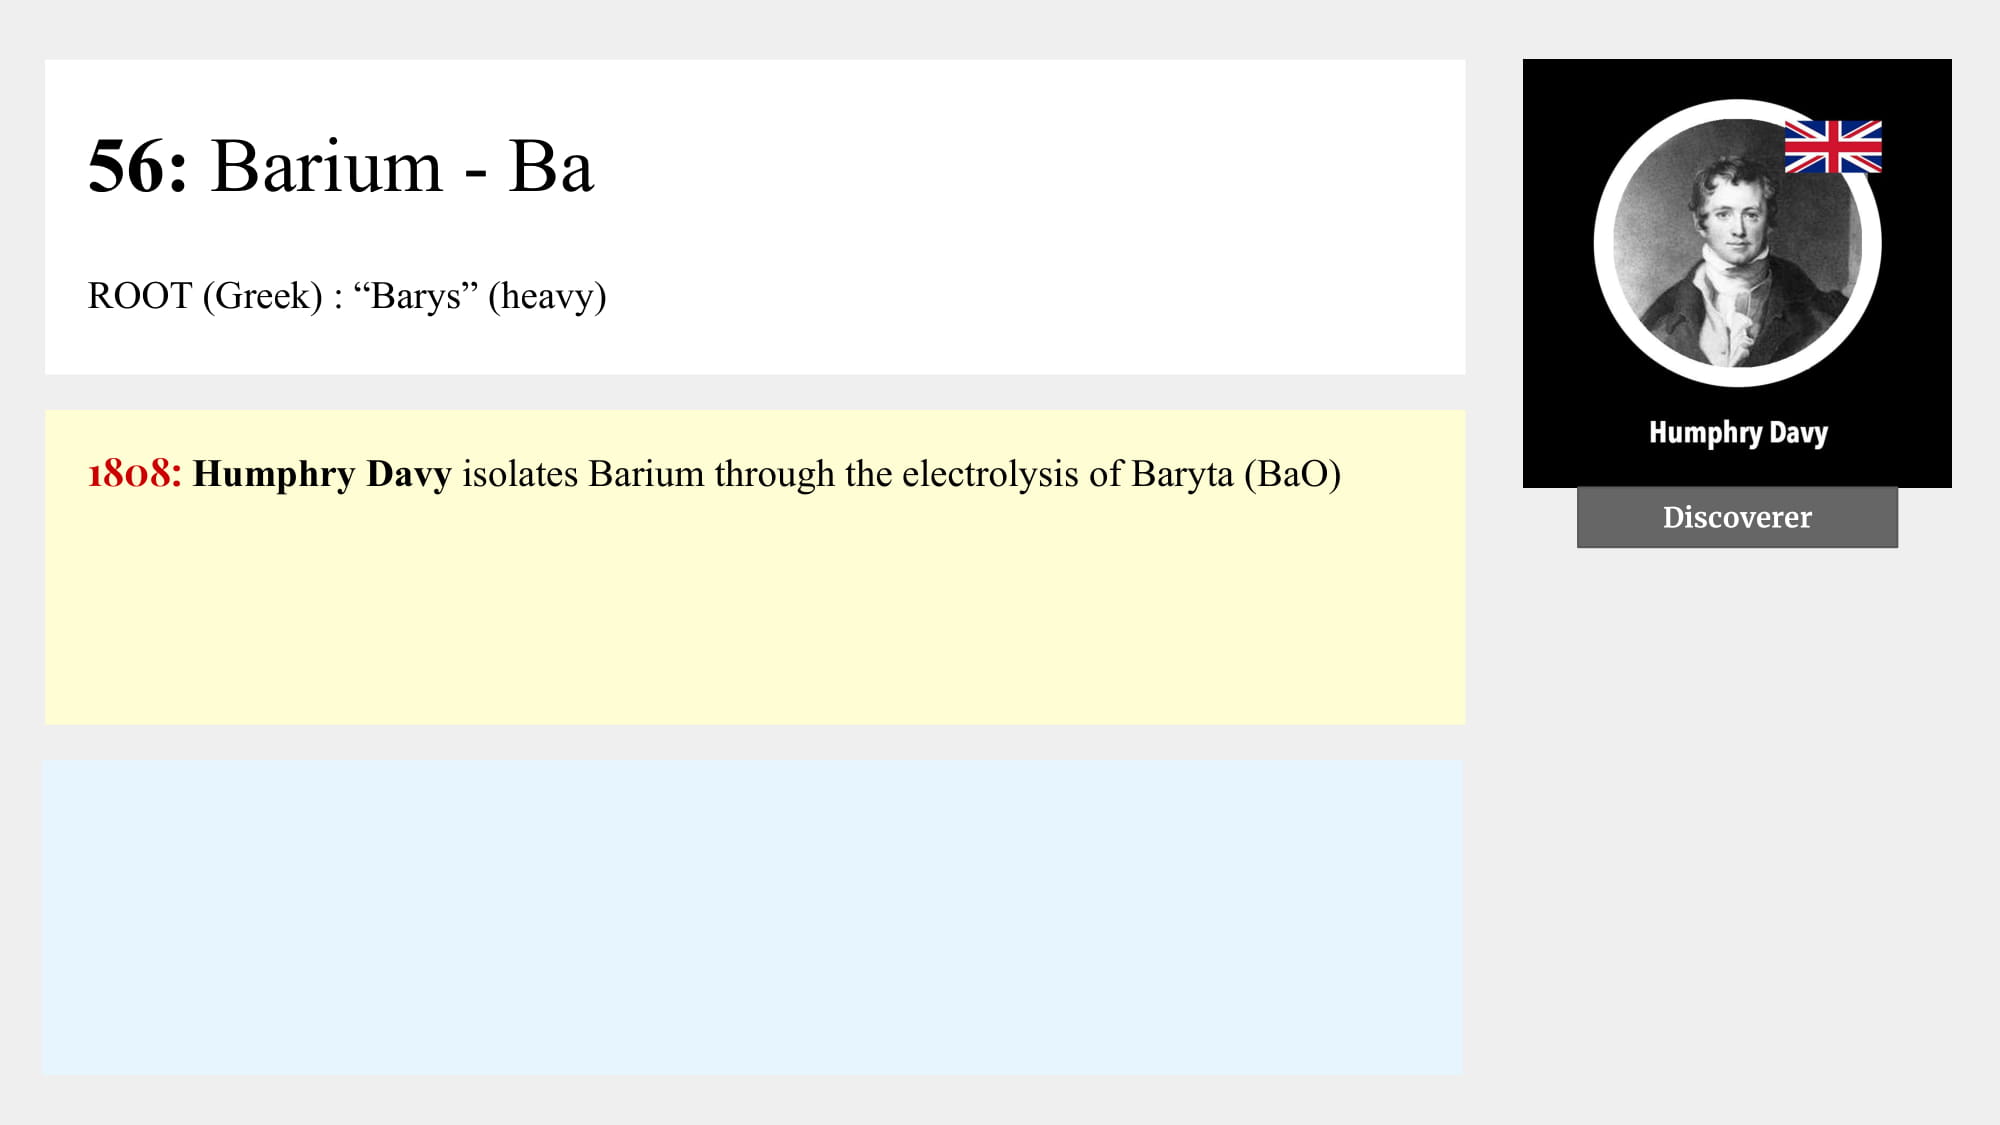 56: Barium - Ba
ROOT (Greek) : “Barys” (heavy)
1808: Humphry Davy isolates Barium through the electrolysis of Baryta (BaO)
Humphry Davy
Discoverer